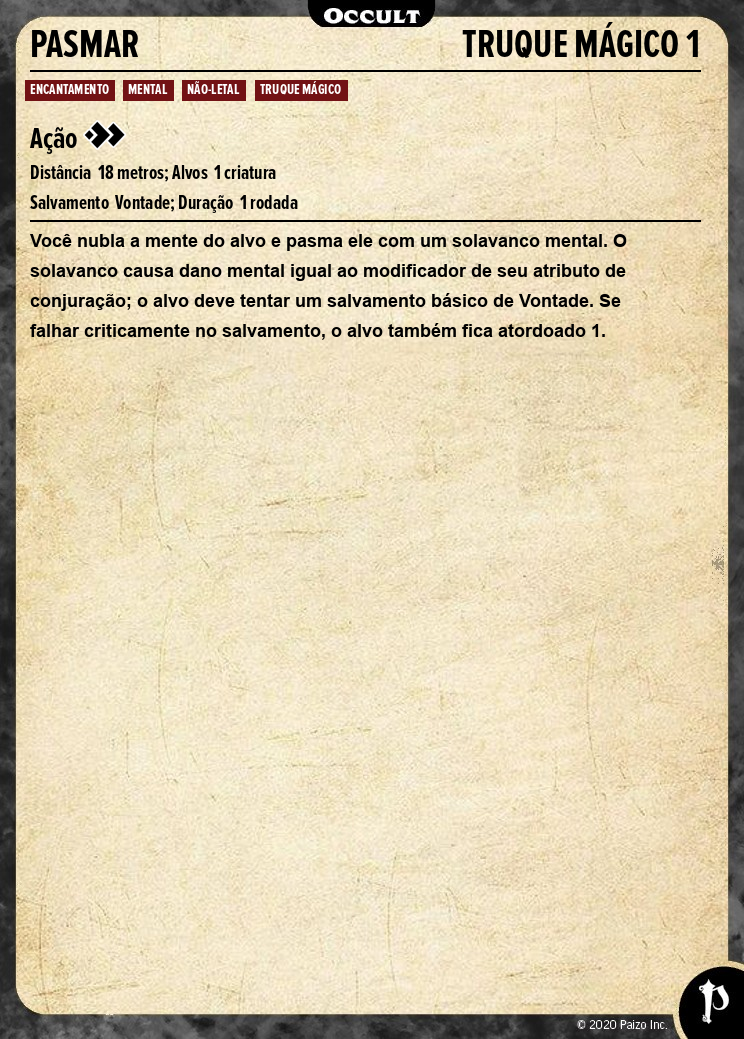 Occult
PASMAR
TRUQUE MÁGICO 1
ENCANTAMENTO MENTAL NÃO-LETAL TRUQUE MÁGICO
Ação
Distância 18 metros; Alvos 1 criatura
Salvamento Vontade; Duração 1 rodada
Você nubla a mente do alvo e pasma ele com um solavanco mental. O
solavanco causa dano mental igual ao modificador de seu atributo de
conjuração; o alvo deve tentar um salvamento básico de Vontade. Se
falhar criticamente no salvamento, o alvo também fica atordoado 1.
© 2020 Paizo Inc.
P